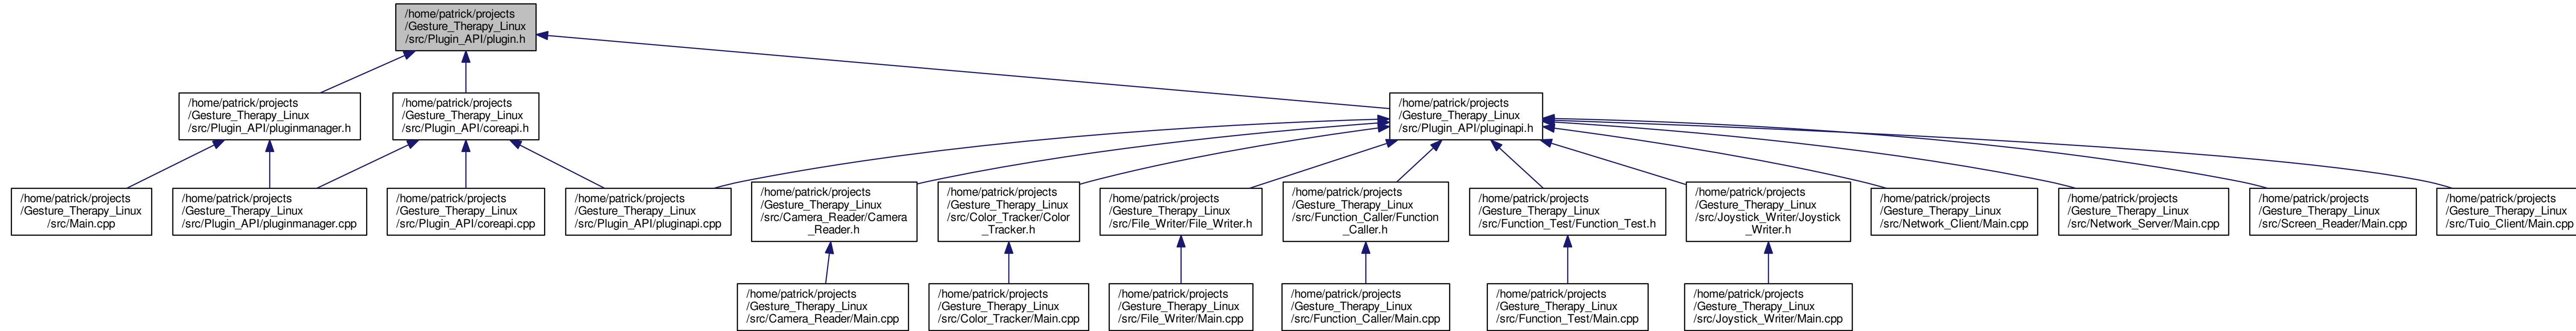 /home/patrick/projects
/Gesture_Therapy_Linux
/src/Plugin_API/plugin.h
/home/patrick/projects
/Gesture_Therapy_Linux
/src/Plugin_API/pluginmanager.h
/home/patrick/projects
/Gesture_Therapy_Linux
/src/Plugin_API/coreapi.h
/home/patrick/projects
/Gesture_Therapy_Linux
/src/Plugin_API/pluginapi.h
/home/patrick/projects
/Gesture_Therapy_Linux
/src/Main.cpp
/home/patrick/projects
/Gesture_Therapy_Linux
/src/Plugin_API/pluginmanager.cpp
/home/patrick/projects
/Gesture_Therapy_Linux
/src/Plugin_API/coreapi.cpp
/home/patrick/projects
/Gesture_Therapy_Linux
/src/Plugin_API/pluginapi.cpp
/home/patrick/projects
/Gesture_Therapy_Linux
/src/Camera_Reader/Camera
_Reader.h
/home/patrick/projects
/Gesture_Therapy_Linux
/src/Color_Tracker/Color
_Tracker.h
/home/patrick/projects
/Gesture_Therapy_Linux
/src/File_Writer/File_Writer.h
/home/patrick/projects
/Gesture_Therapy_Linux
/src/Function_Caller/Function
_Caller.h
/home/patrick/projects
/Gesture_Therapy_Linux
/src/Function_Test/Function_Test.h
/home/patrick/projects
/Gesture_Therapy_Linux
/src/Joystick_Writer/Joystick
_Writer.h
/home/patrick/projects
/Gesture_Therapy_Linux
/src/Network_Client/Main.cpp
/home/patrick/projects
/Gesture_Therapy_Linux
/src/Network_Server/Main.cpp
/home/patrick/projects
/Gesture_Therapy_Linux
/src/Screen_Reader/Main.cpp
/home/patrick/projects
/Gesture_Therapy_Linux
/src/Tuio_Client/Main.cpp
/home/patrick/projects
/Gesture_Therapy_Linux
/src/Camera_Reader/Main.cpp
/home/patrick/projects
/Gesture_Therapy_Linux
/src/Color_Tracker/Main.cpp
/home/patrick/projects
/Gesture_Therapy_Linux
/src/File_Writer/Main.cpp
/home/patrick/projects
/Gesture_Therapy_Linux
/src/Function_Caller/Main.cpp
/home/patrick/projects
/Gesture_Therapy_Linux
/src/Function_Test/Main.cpp
/home/patrick/projects
/Gesture_Therapy_Linux
/src/Joystick_Writer/Main.cpp